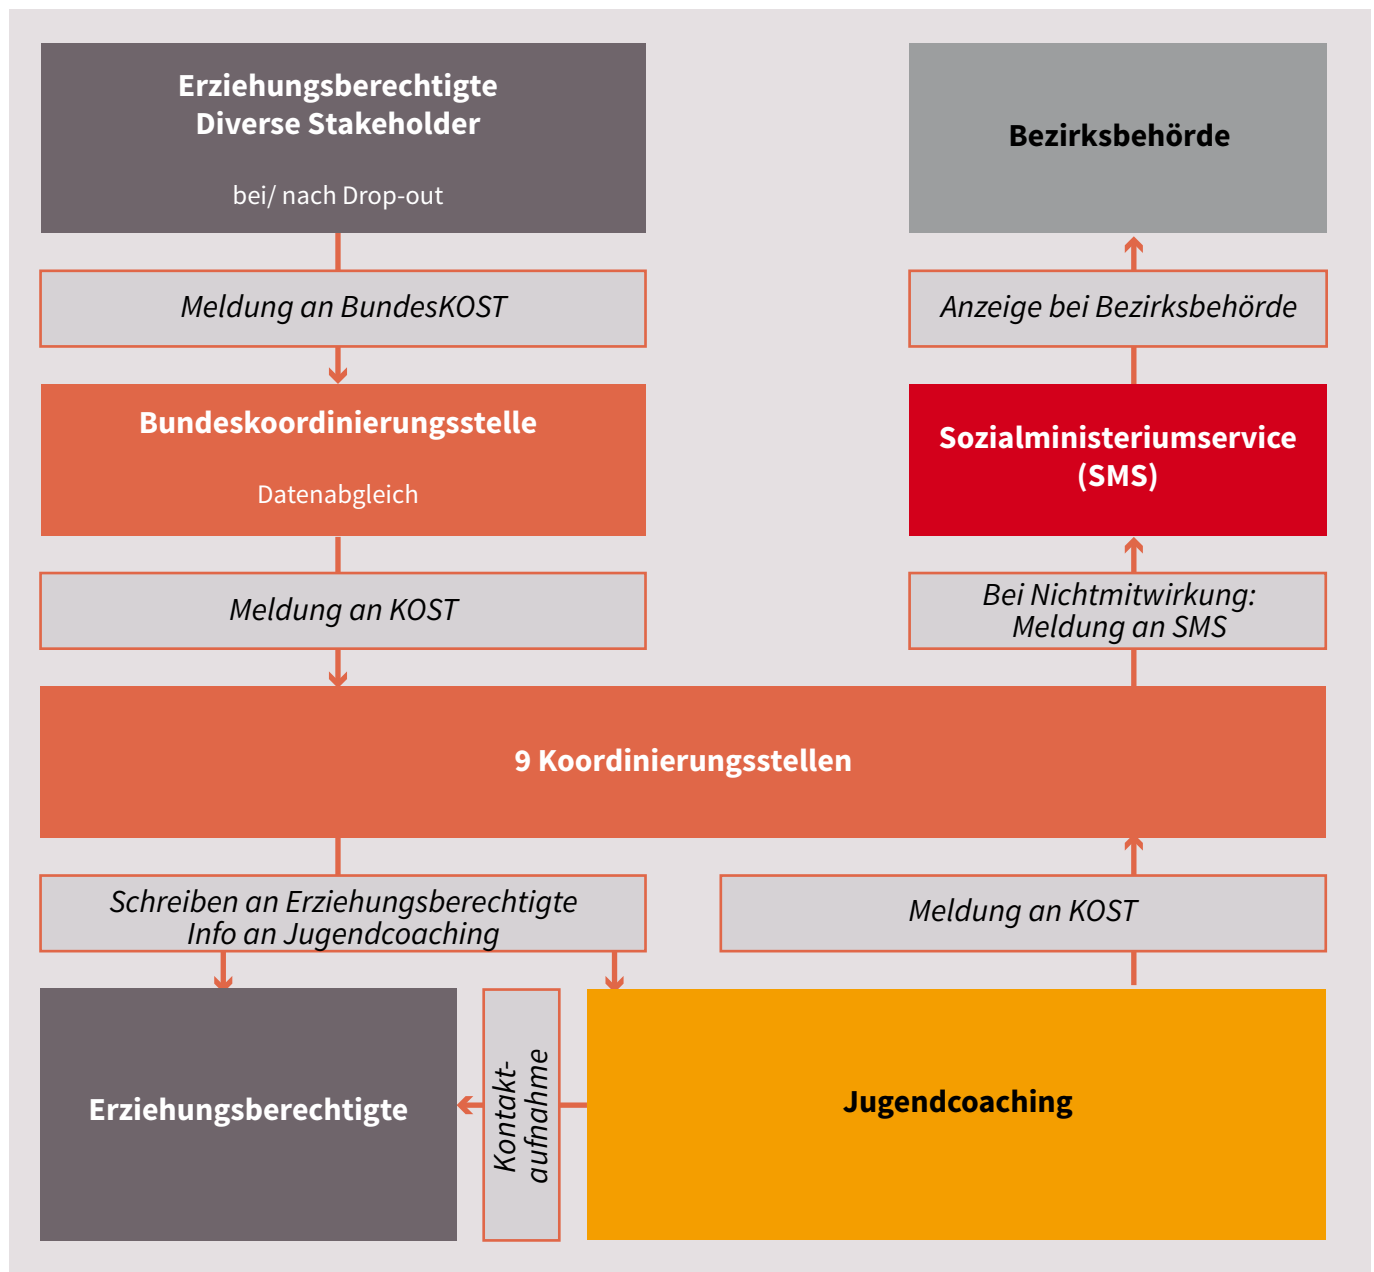 Erziehungsberechtigte
Diverse Stakeholder
bei/ nach Drop-out
Meldung an BundesKOST
Bundeskoordinierungsstelle
Datenabgleich
Meldung an KOST
Bezirksbehörde
Anzeige bei Bezirksbehörde
Sozialministeriumservice
(SMS)
Bei Nichtmitwirkung:
Meldung an SMS
9 Koordinierungsstellen
Schreiben an Erziehungsberechtigte
Info an Jugendcoaching
Meldung an KOST
Erziehungsberechtigte
Kontakt-
aufnahme
Jugendcoaching